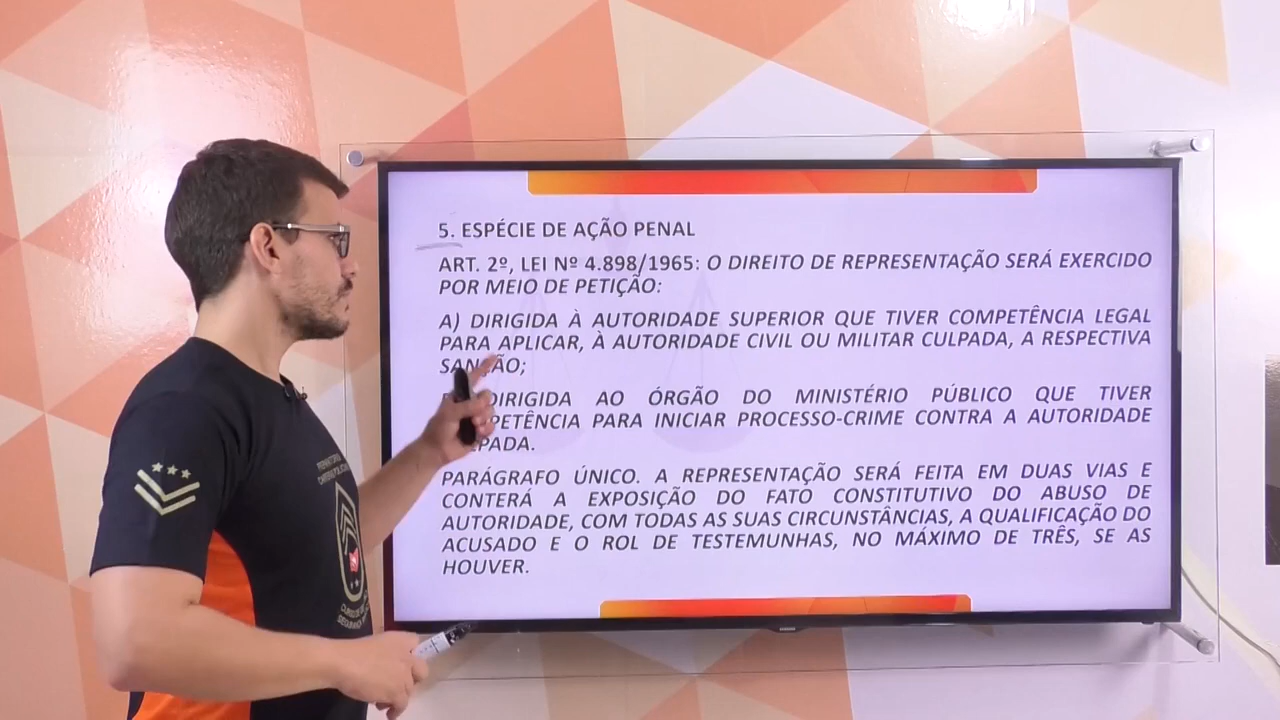 5. ESPÉCIE DE AÇÃO PENAL
ART. 2º, LEI Nº 4.898/1965: O DIREITO DE REPRESENTAÇÃO SERÁ EXERCIDO
POR MEIO DE PETIÇÃO:
A) DIRIGIDA À AUTORIDADE SUPERIOR QUE TIVER COMPETÊNCIA LEGAL
PARA APLICAR, À AUTORIDADE CIVIL OU MILITAR CULPADA, A RESPECTIVA
SANÇÃO;
DIRIGIDA AO ÓRGÃO DO MINISTÉRIO PÚBLICO QUE TIVER
PETÊNCIA PARA INICIAR PROCESSO-CRIME CONTRA A AUTORIDADE
PADA.
PARÁGRAFO ÚNICO. A REPRESENTAÇÃO SERÁ FEITA EM DUAS VIAS E
CONTERÁ A EXPOSIÇÃO DO FATO CONSTITUTIVO DO ABUSO DE
AUTORIDADE, COM TODAS AS SUAS CIRCUNSTÂNCIAS, A QUALIFICAÇÃO DO
ACUSADO E O ROL DE TESTEMUNHAS, NO MÁXIMO DE TRÊS, SE AS
HOUVER.